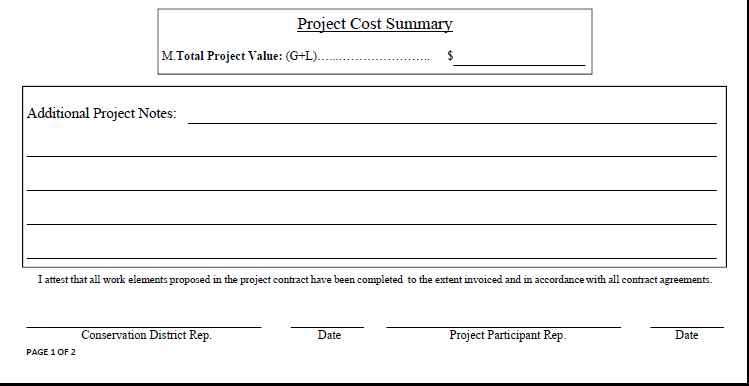 Project Cost Summary
M.Total Project Value: (G+L)……………………… $
Additional Project Notes:
I attest that all work elements proposed in the project contract have been completed to the extent invoiced and in accordance with all contract agreements.
Conservation District Rep. Date Project Participant Rep. Date
PAGE 1 OF 2